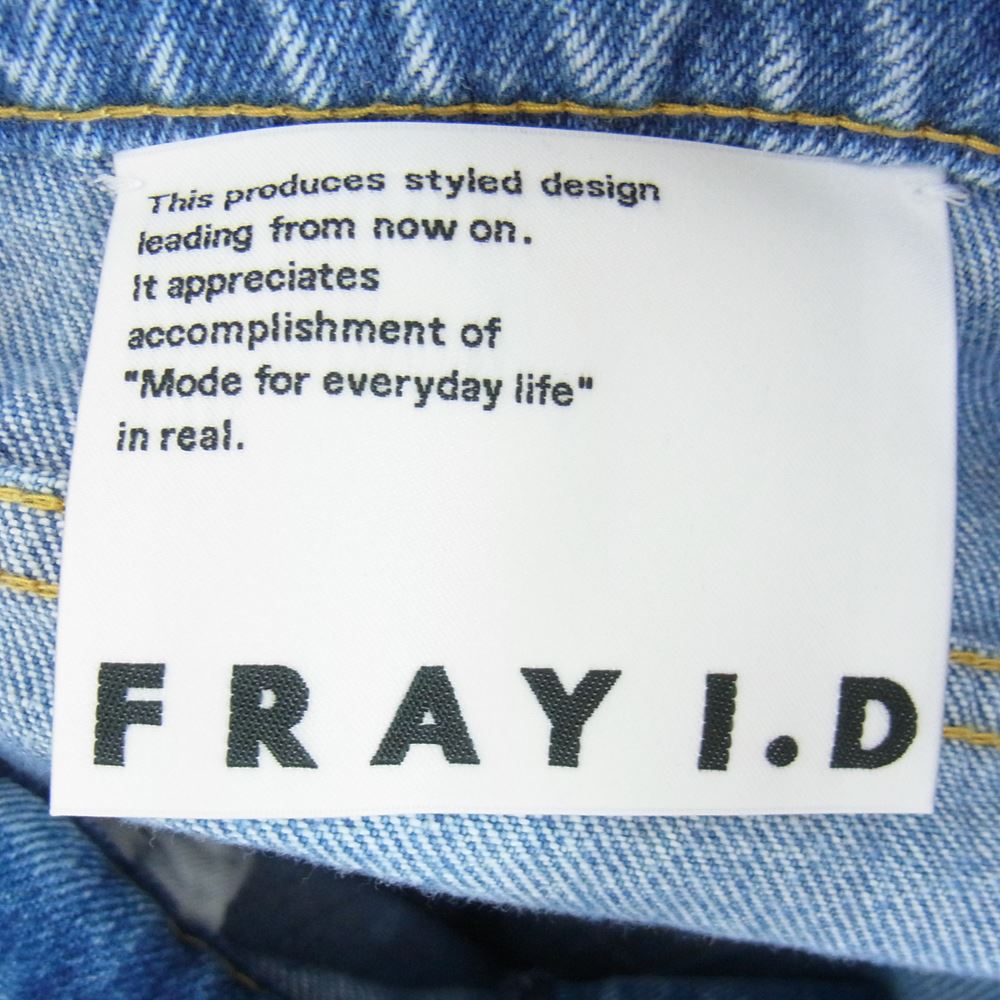 This produces styled design
leading from now on.
It appreciates
accomplishment of
"Mode for everyday life"
in real.
FRAY I.D